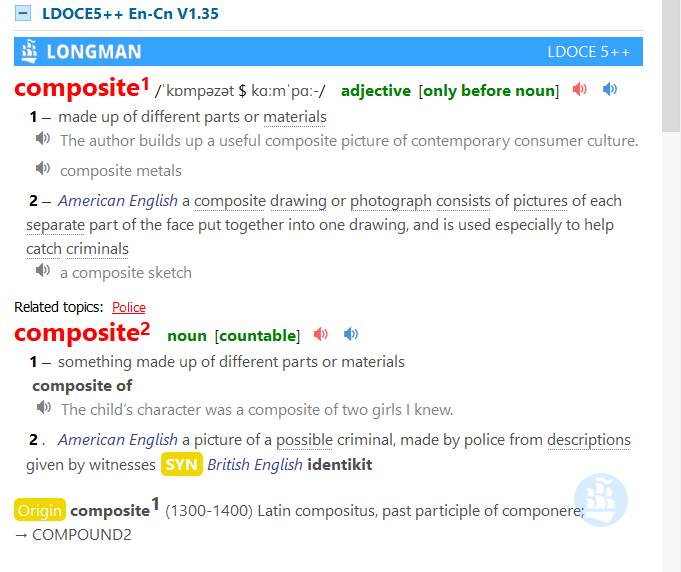 LDOCE5++ En-Cn V1.35
LONGMAN LDOCE 5++
composite1 /ˈkɒmpəzət $ kɑːmˈpɑː-/ adjective [only before noun]
1 – made up of different parts or materials
The author builds up a useful composite picture of contemporary consumer culture.
composite metals
2 – American English a composite drawing or photograph consists of pictures of each
separate part of the face put together into one drawing, and is used especially to help
catch criminals
a composite sketch
Related topics: Police
composite2 noun [countable]
1 – something made up of different parts or materials
composite of
The child’s character was a composite of two girls I knew.
2 . American English a picture of a possible criminal, made by police from descriptions
given by witnesses SYN British English identikit
Origin composite1 (1300-1400) Latin compositus, past participle of componere;
→ COMPOUND2